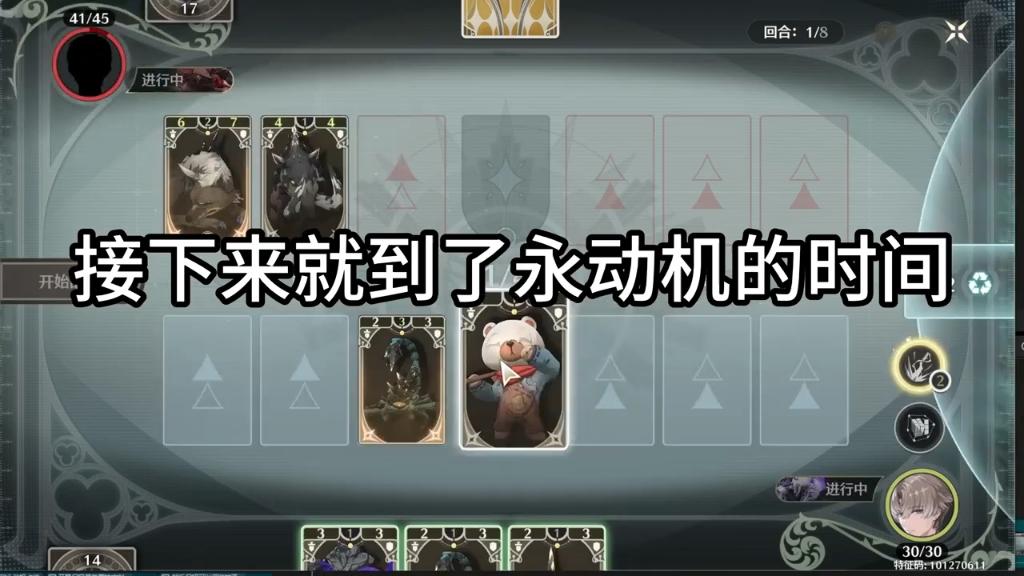 41/45
17
回合：1/8
进行中
6 2 7
4 1 4
开始
接下来就到了永动机的时间
2 3 3
2
进行中
30/30
特征码：101270611
14
3 1 3
2 1 3
2 1 3